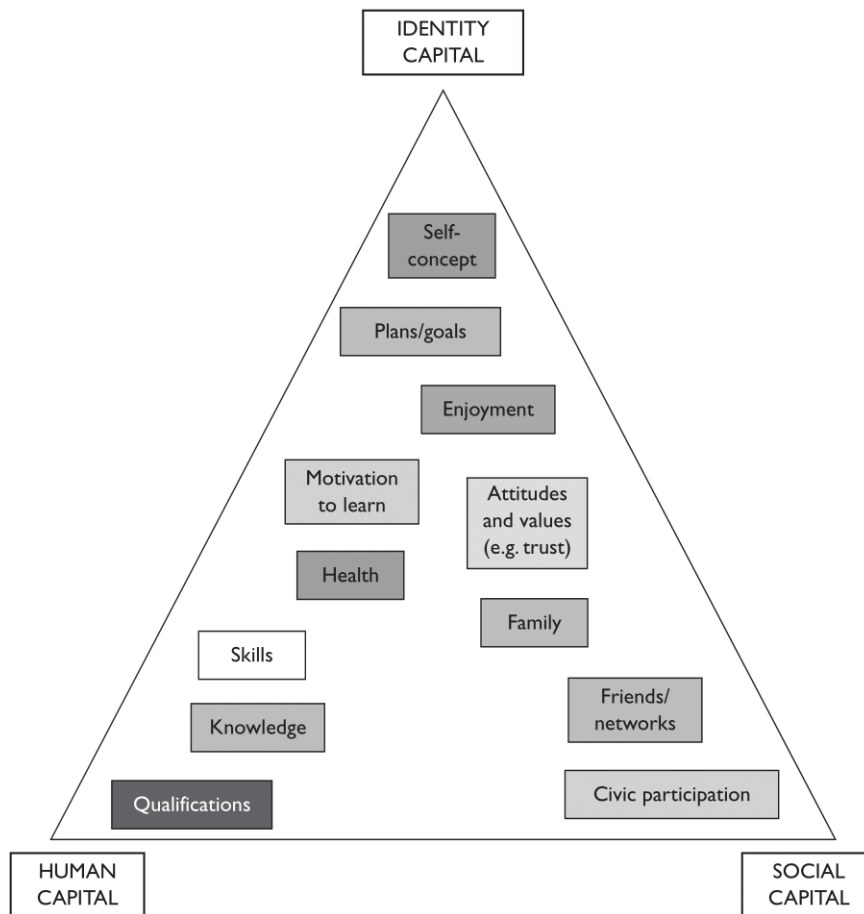 IDENTITY
CAPITAL
Self-
concept
Plans/goals
Enjoyment
Motivation
to learn
Attitudes
and values
(e.g. trust)
Health
Family
Skills
Friends/
networks
Knowledge
Civic participation
Qualifications
HUMAN
CAPITAL
SOCIAL
CAPITAL